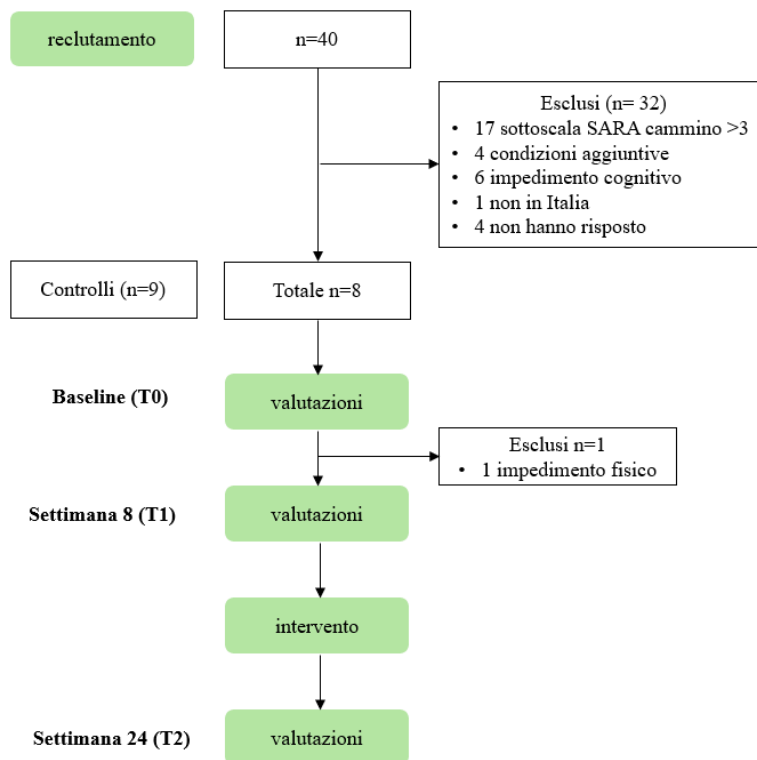 reclutamento
n=40
Esclusi (n= 32)
• 17 sottoscala SARA cammino >3
• 4 condizioni aggiuntive
• 6 impedimento cognitivo
• 1 non in Italia
• 4 non hanno risposto
Controlli (n=9)
Totale n=8
Baseline (T0)
valutazioni
Esclusi n=1
• 1 impedimento fisico
Settimana 8 (T1)
valutazioni
intervento
Settimana 24 (T2)
valutazioni